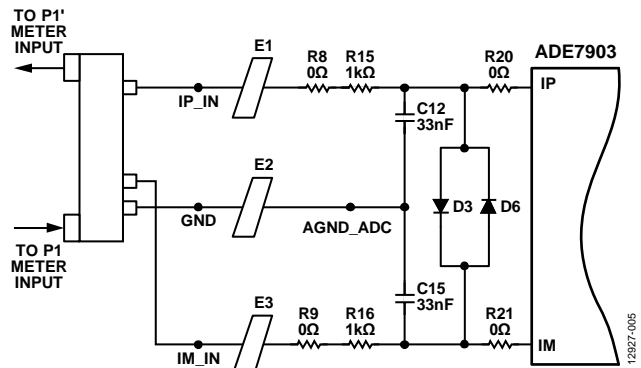 TO P1'
METER
INPUT
E1
R8
0Ω
R15
1kΩ
R20
0Ω
ADE7903
IP_IN
IP
C12
33nF
E2
GND
AGND_ADC
D3
D6
TO P1
METER
INPUT
E3
C15
33nF
R9
0Ω
R16
1kΩ
R21
0Ω
IM_IN
IM
12927-005